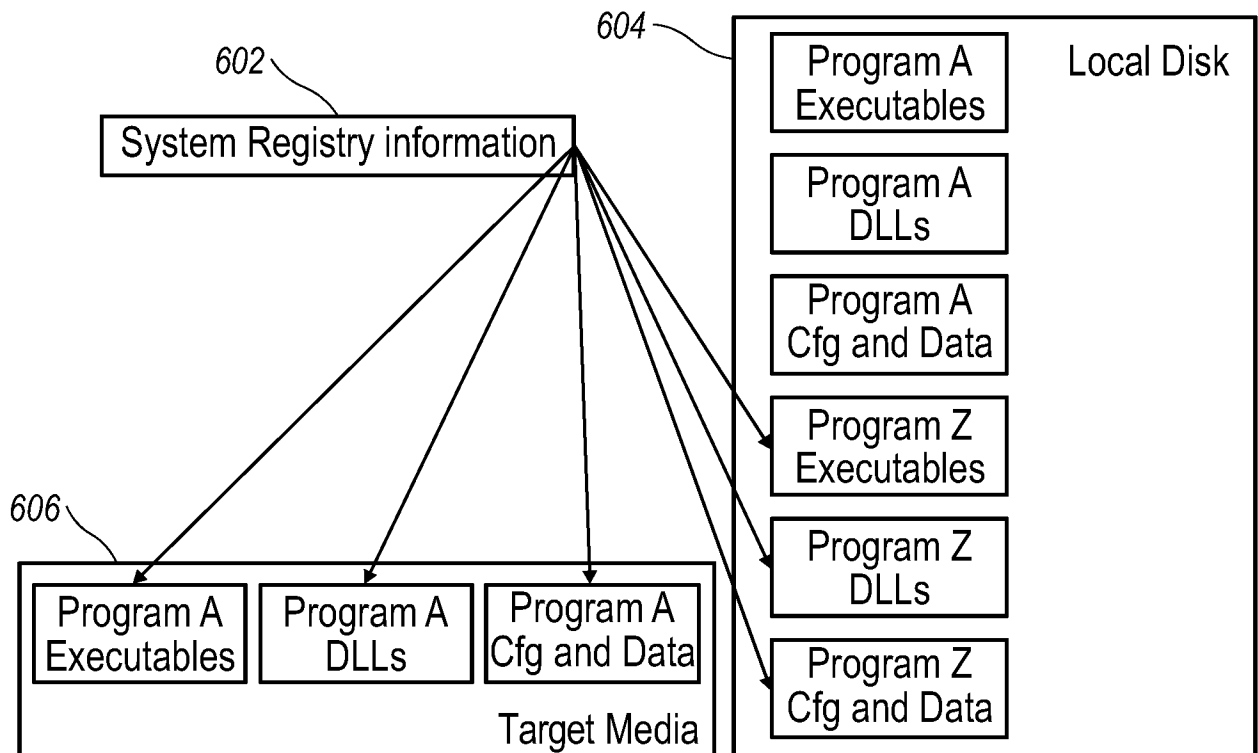 604
602
System Registry information
Local Disk
Program A
Executables
Program A
DLLs
Program A
Cfg and Data
Program Z
Executables
Program Z
DLLs
Program Z
Cfg and Data
606
Program A
Executables
Program A
DLLs
Program A
Cfg and Data
Target Media